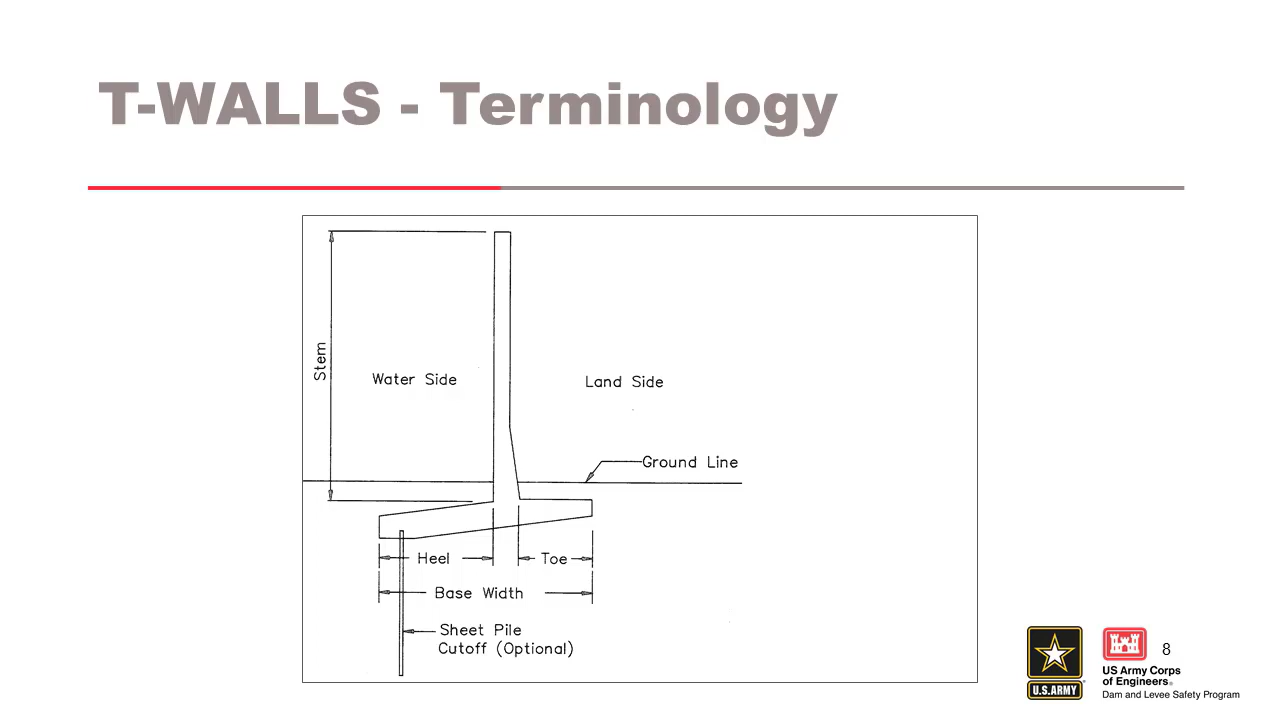 T-WALLS - Terminology
Stem
Water Side
Land Side
Ground Line
Heel
Toe
Base Width
Sheet Pile
Cutoff (Optional)
U.S.ARMY
8
US Army Corps
of Engineers®
Dam and Levee Safety Program